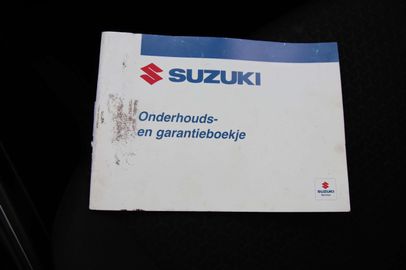 SUZUKI
Onderhouds-
en garantieboekje
SUZUKI